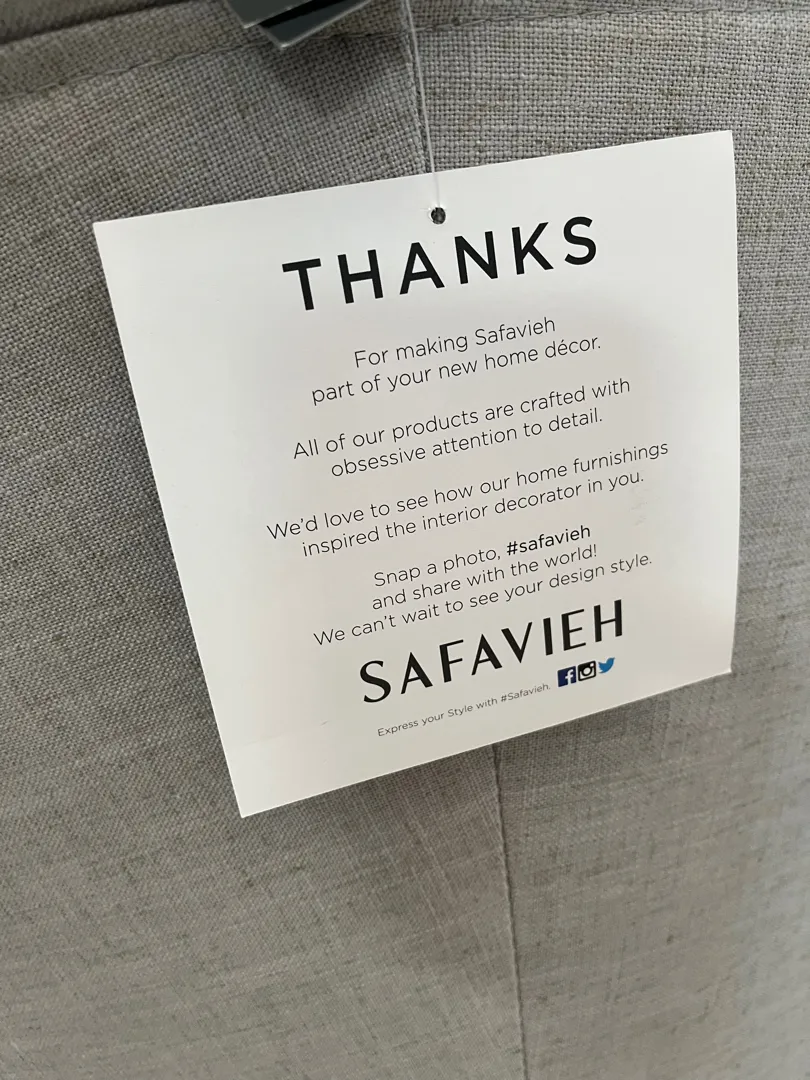 THANKS
For making Safavieh
part of your new home décor.
All of our products are crafted with
obsessive attention to detail.
We'd love to see how our home furnishings
inspired the interior decorator in you.
Snap a photo, #safavieh
and share with the world!
We can't wait to see your design style.
SAFAVIEH
Express your Style with #Safavieh.